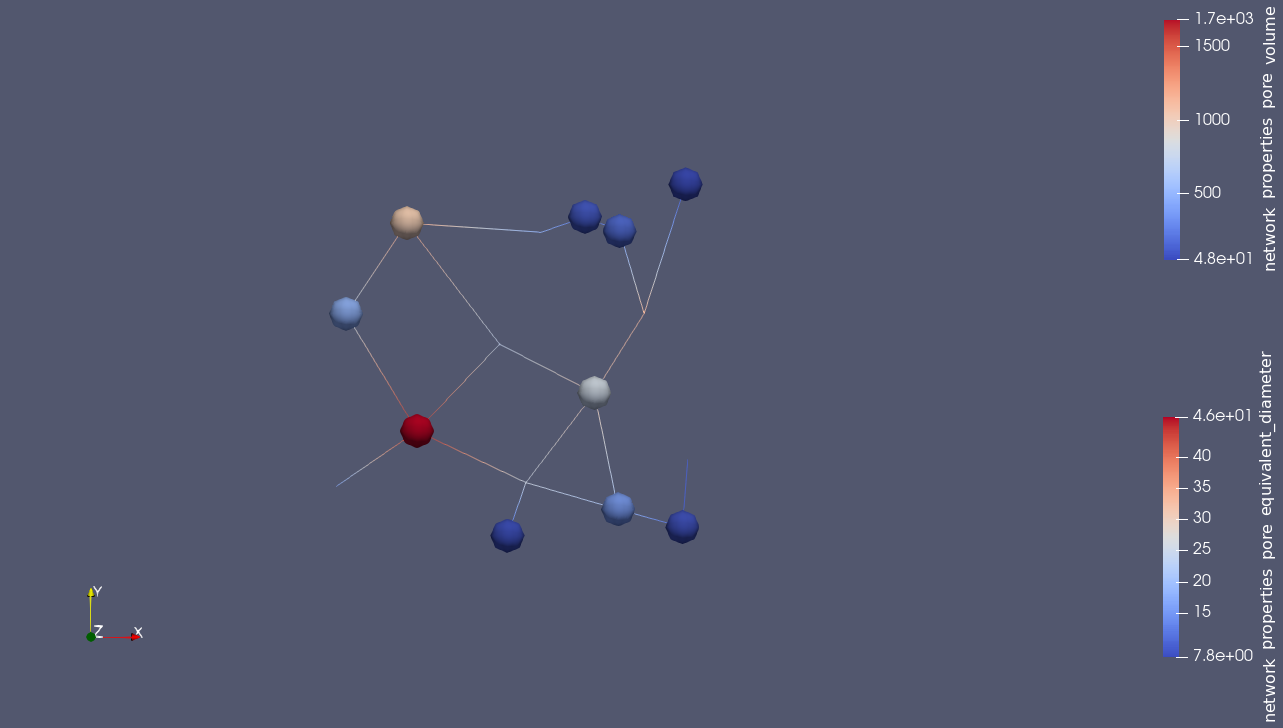 1.7e+03
1500
1000
500
4.8e+01
network properties pore volume
4.6e+01
40
35
30
25
20
15
7.8e+00
network properties pore equivalent_diameter
Y
Z
X